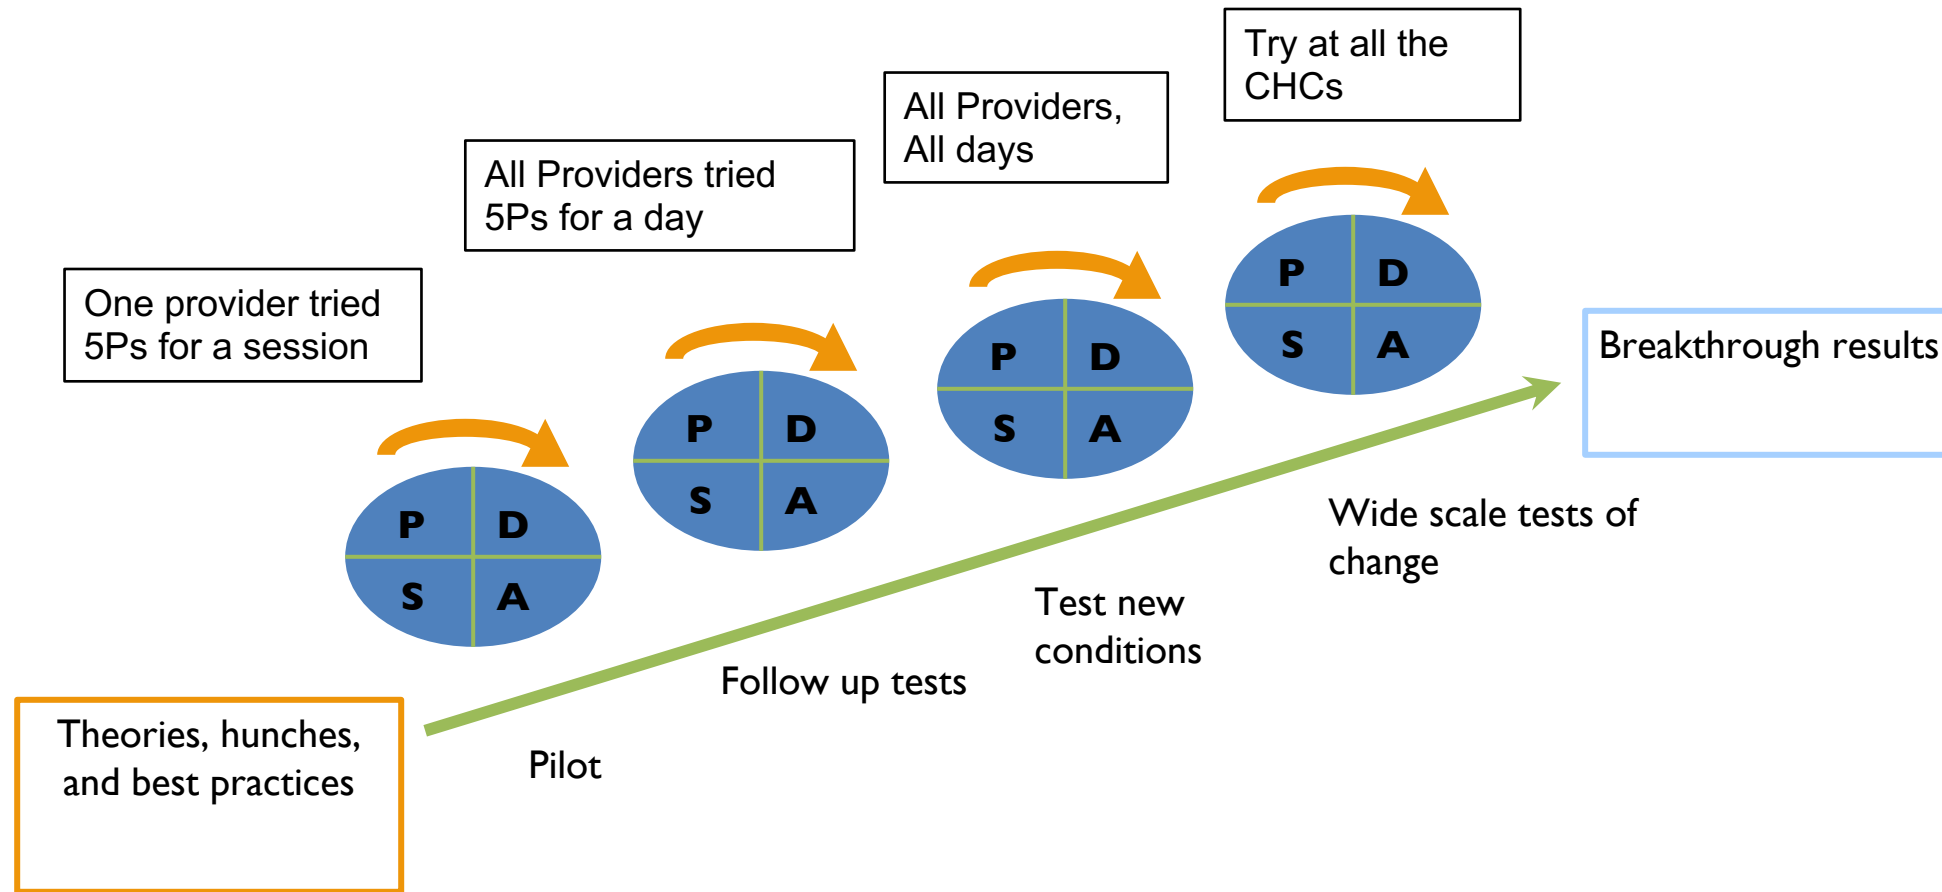 Try at all the
CHCs
All Providers,
All days
All Providers tried
5Ps for a day
One provider tried
5Ps for a session
P D
S A
P D
S A
P D
S A
P D
S A
Breakthrough results
Wide scale tests of
change
Test new
conditions
Follow up tests
Pilot
Theories, hunches,
and best practices